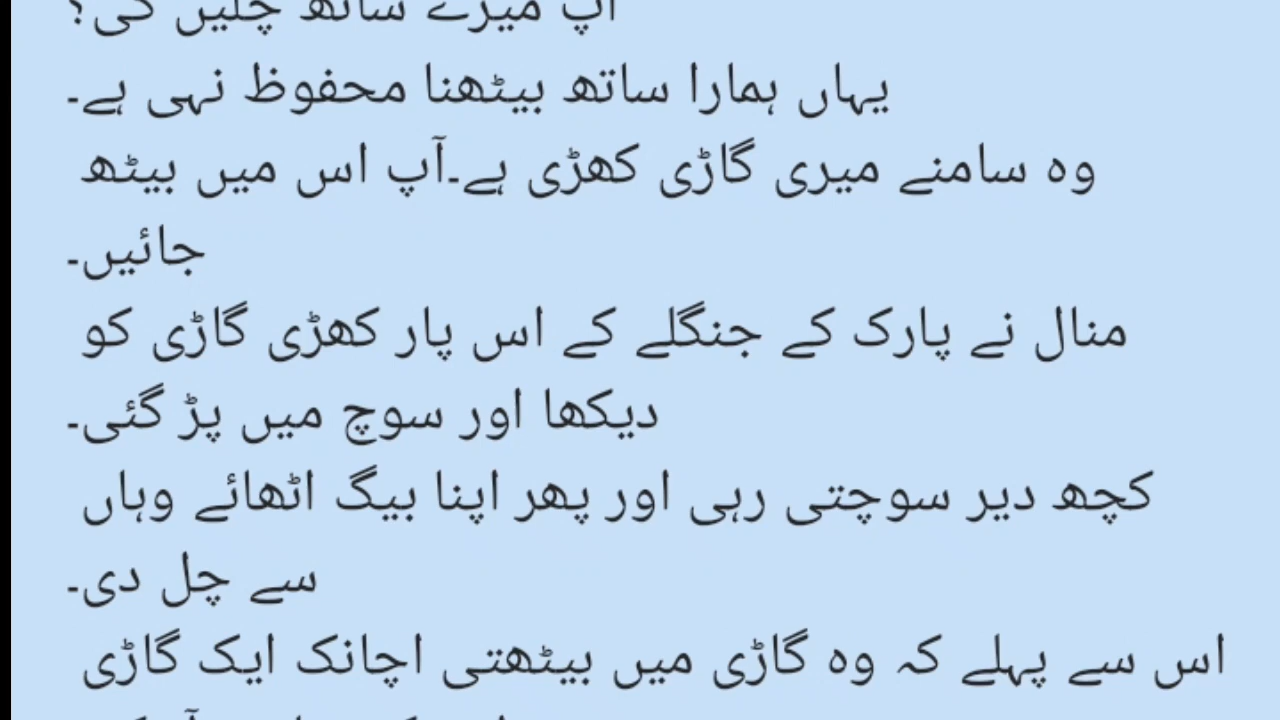 آپ میرے ساتھ چلیں گی؟
یہاں ہمارا ساتھ بیٹھنا محفوظ نہی ہے۔
وہ سامنے میری گاڑی کھڑی ہے۔آپ اس میں بیٹھ
جائیں۔
منال نے پارک کے جنگلے کے اس پار کھڑی گاڑی کو
دیکھا اور سوچ میں پڑ گئی۔
کچھ دیر سوچتی رہی اور پھر اپنا بیگ اٹھائے وہاں
سے چل دی۔
اس سے پہلے کہ وہ گاڑی میں بیٹھتی اچانک ایک گاڑی